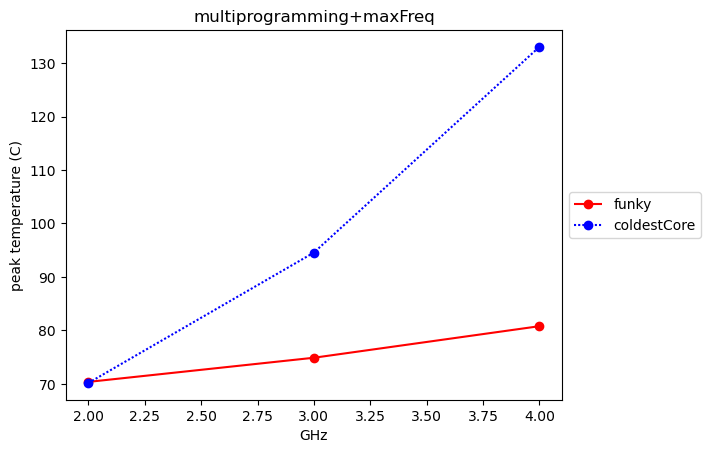 multiprogramming+maxFreq
peak temperature (C)
130
120
110
100
90
80
70
2.00 2.25 2.50 2.75 3.00 3.25 3.50 3.75 4.00
GHz
funky
coldestCore